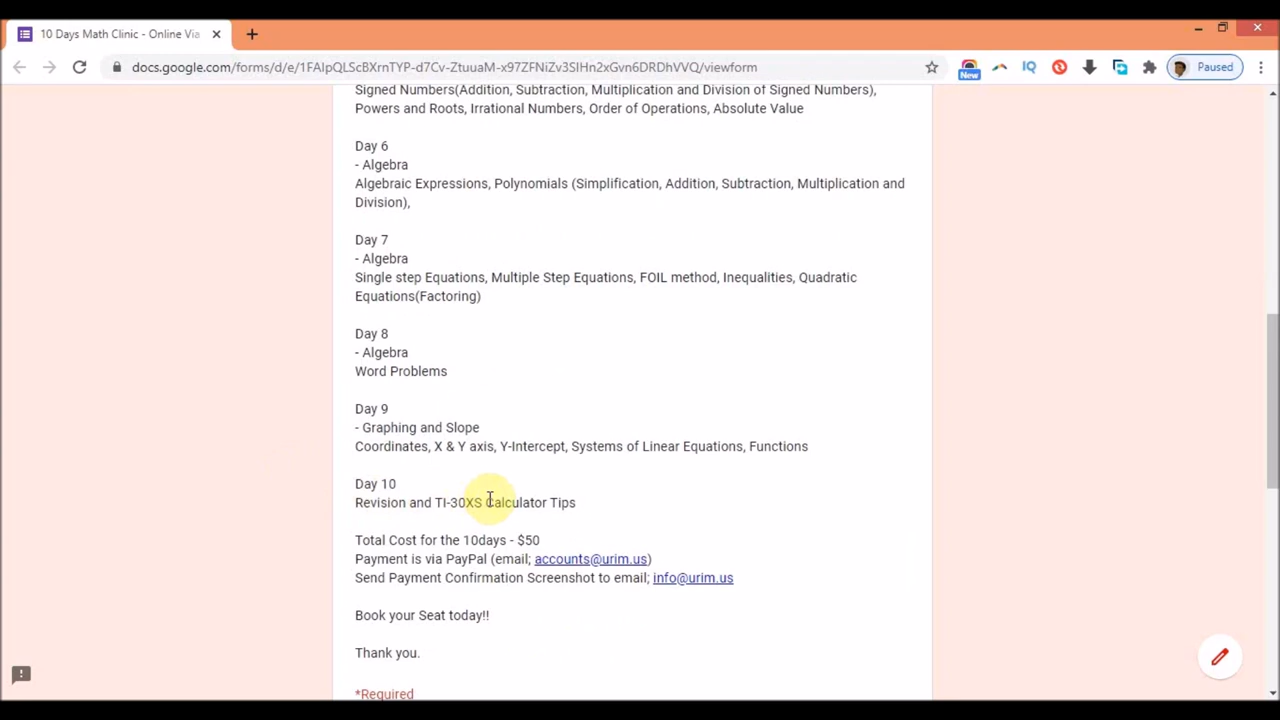 10 Days Math Clinic - Online Via
docs.google.com/forms/d/e/1FAIpQLScBXrnTYP-d7Cv-ZtuuaM-x97ZFNiZv3SIHn2xGvn6DRDhVVQ/viewform
New
IQ
Paused
Signed Numbers(Addition, Subtraction, Multiplication and Division of Signed Numbers),
Powers and Roots, Irrational Numbers, Order of Operations, Absolute Value
Day 6
- Algebra
Algebraic Expressions, Polynomials (Simplification, Addition, Subtraction, Multiplication and
Division),
Day 7
- Algebra
Single step Equations, Multiple Step Equations, FOIL method, Inequalities, Quadratic
Equations(Factoring)
Day 8
- Algebra
Word Problems
Day 9
- Graphing and Slope
Coordinates, X & Y axis, Y-Intercept, Systems of Linear Equations, Functions
Day 10
Revision and TI-30XS Calculator Tips
Total Cost for the 10days - $50
Payment is via PayPal (email; accounts@urim.us)
Send Payment Confirmation Screenshot to email; info@urim.us
Book your Seat today!!
Thank you.
*Required